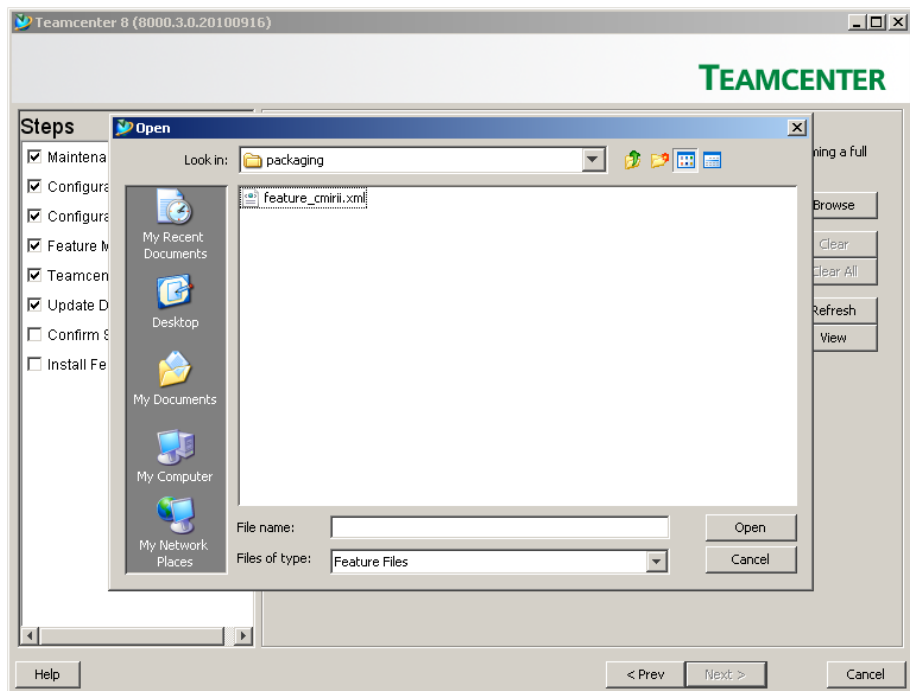 Teamcenter 8 (8000.3.0.20100916)
TEAMCENTER
Steps
Open
Maintena
Look in:
packaging
ning a full
Configura
feature_cmirii.xml
Browse
Configura
My Recent
Documents
Feature M
Clear
Teamcen
Clear All
Update D
Desktop
Refresh
Confirm S
View
Install Fe
My Documents
My Computer
File name:
Open
My Network
Places
Files of type:
Feature Files
Cancel
Help
< Prev
Next >
Cancel